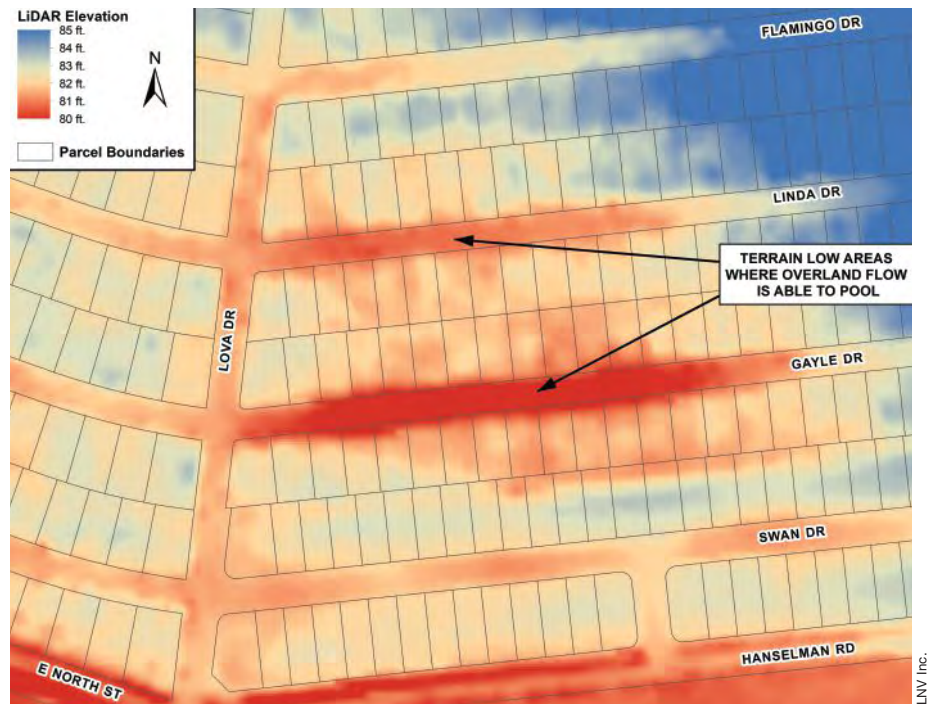 LiDAR Elevation
85 ft.
84 ft.
83 ft.
82 ft.
81 ft.
80 ft.
Parcel Boundaries
N
FLAMINGO DR
LINDA DR
TERRAIN LOW AREAS
WHERE OVERLAND FLOW
IS ABLE TO POOL
LOVA DR
GAYLE DR
SWAN DR
HANSELMAN RD
E NORTH ST
LNV Inc.